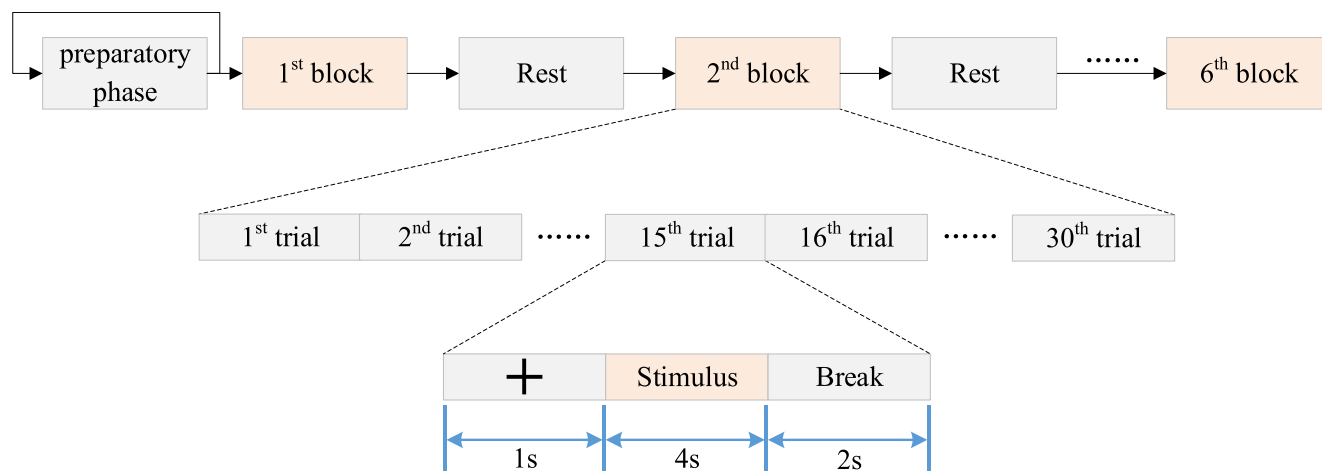 preparatory
phase
1st block
Rest
2nd block
Rest
......
6th block
1st trial
2nd trial
......
15th trial
16th trial
......
30th trial
+
Stimulus
Break
1s
4s
2s